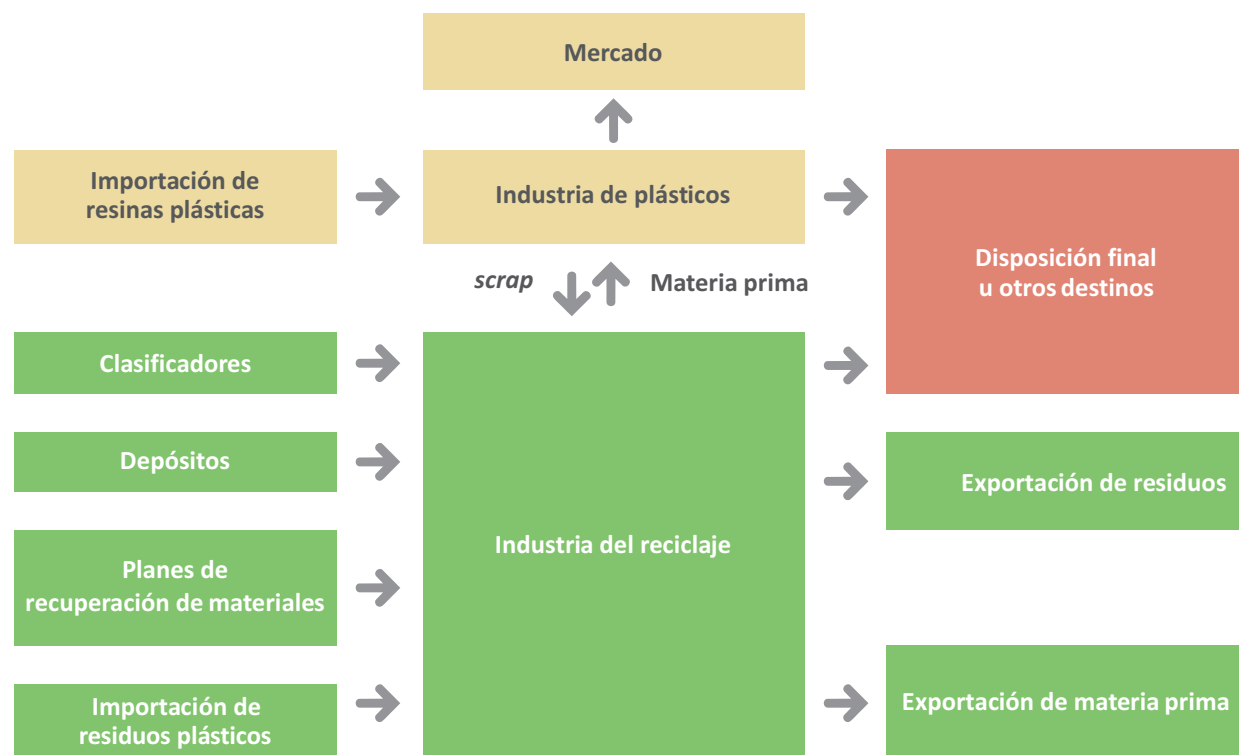 Mercado
Importación de
resinas plásticas
Industria de plásticos
Disposición final
u otros destinos
scrap
Materia prima
Clasificadores
Depósitos
Exportación de residuos
Industria del reciclaje
Planes de
recuperación de materiales
Importación de
residuos plásticos
Exportación de materia prima